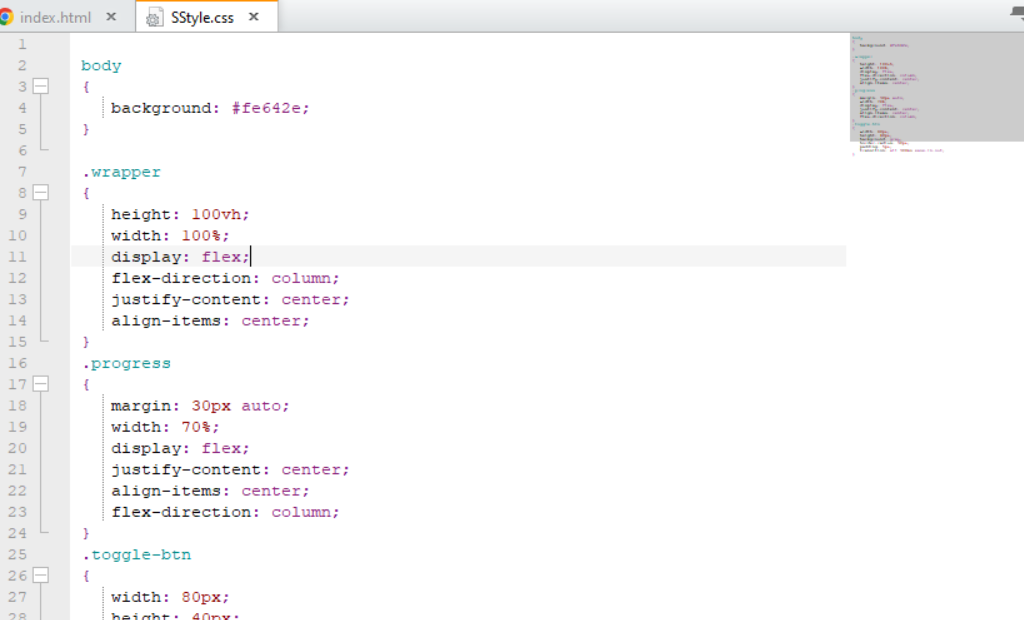 index.html
SStyle.css
1
2 body
3 {
4 background: #fe642e;
5 }
6
7 .wrapper
8 {
9 height: 100vh;
10 width: 100%;
11 display: flex;
12 flex-direction: column;
13 justify-content: center;
14 align-items: center;
15 }
16 .progress
17 {
18 margin: 30px auto;
19 width: 70%;
20 display: flex;
21 justify-content: center;
22 align-items: center;
23 flex-direction: column;
24 }
25 .toggle-btn
26 {
27 width: 80px;
28 height: 40px;